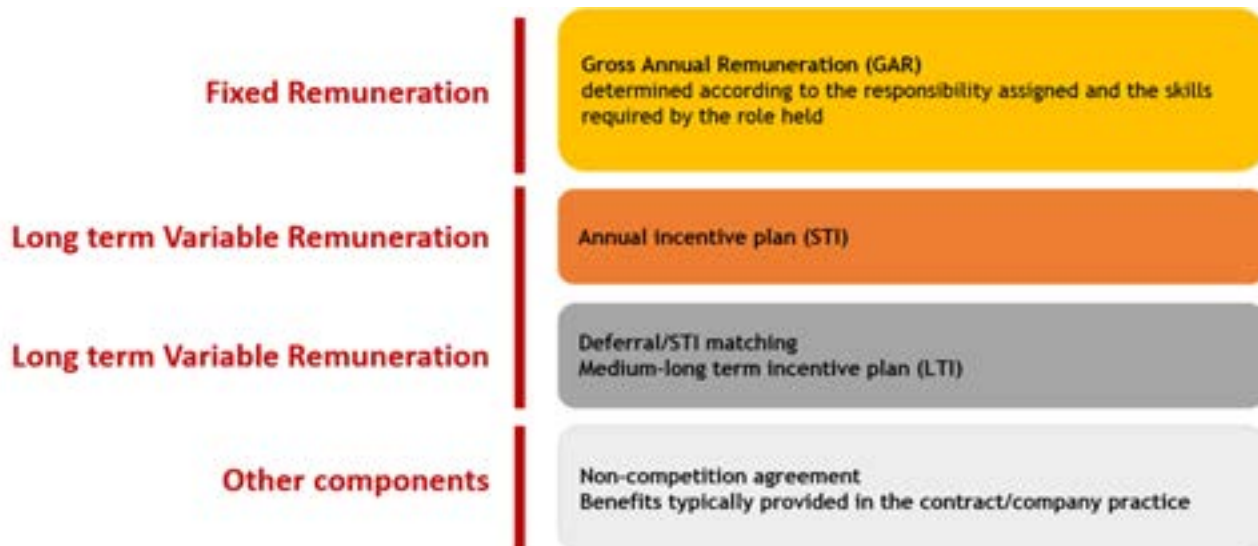 Fixed Remuneration
Gross Annual Remuneration (GAR)
determined according to the responsibility assigned and the skills
required by the role held
Long term Variable Remuneration
Annual incentive plan (STI)
Long term Variable Remuneration
Deferral/STI matching
Medium-long term incentive plan (LTI)
Other components
Non-competition agreement
Benefits typically provided in the contract/company practice